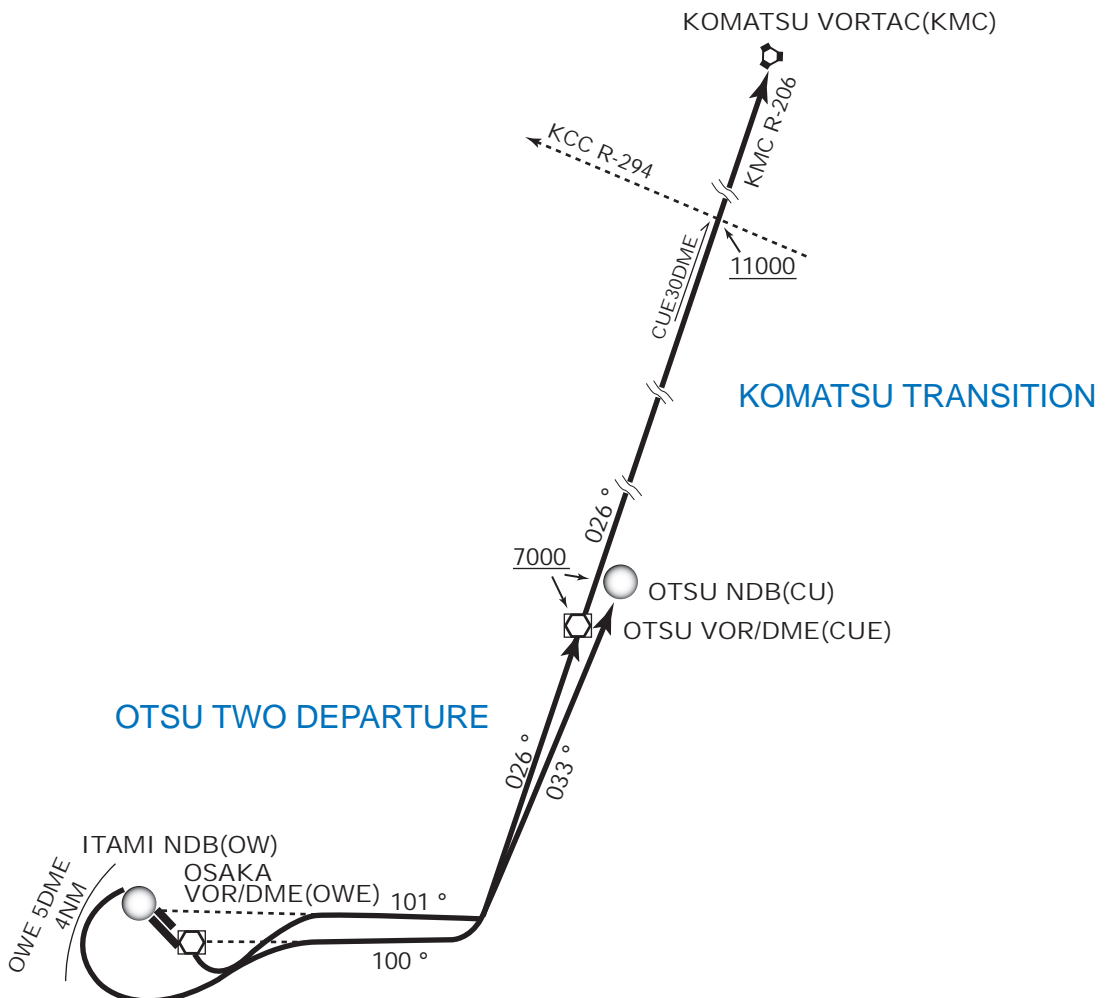 KOMATSU VORTAC(KMC)
KMC R-206
KCC R-294
11000
CUE30DME
KOMATSU TRANSITION
026 °
7000
OTSU NDB(CU)
OTSU VOR/DME(CUE)
OTSU TWO DEPARTURE
026 °
033 °
ITAMI NDB(OW)
OSAKA
VOR/DME(OWE)
OWE 5DME
4NM
101 °
100 °